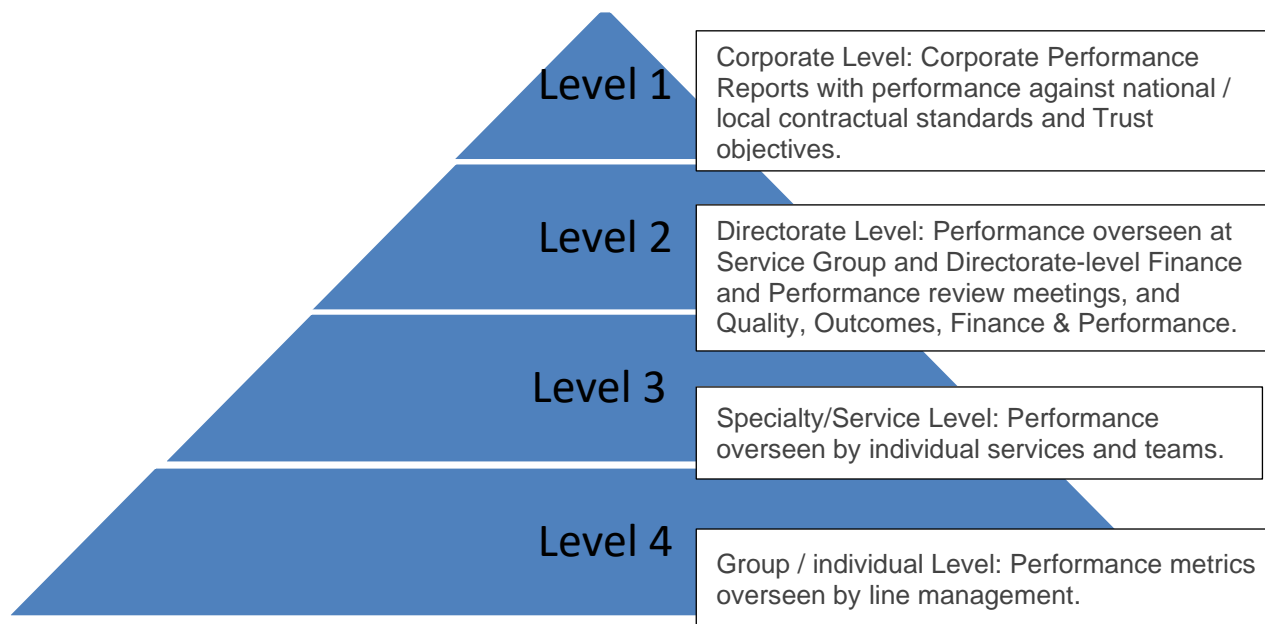 Level 1
Corporate Level: Corporate Performance
Reports with performance against national /
local contractual standards and Trust
objectives.
Level 2
Directorate Level: Performance overseen at
Service Group and Directorate-level Finance
and Performance review meetings, and
Quality, Outcomes, Finance & Performance.
Level 3
Specialty/Service Level: Performance
overseen by individual services and teams.
Level 4
Group / individual Level: Performance metrics
overseen by line management.